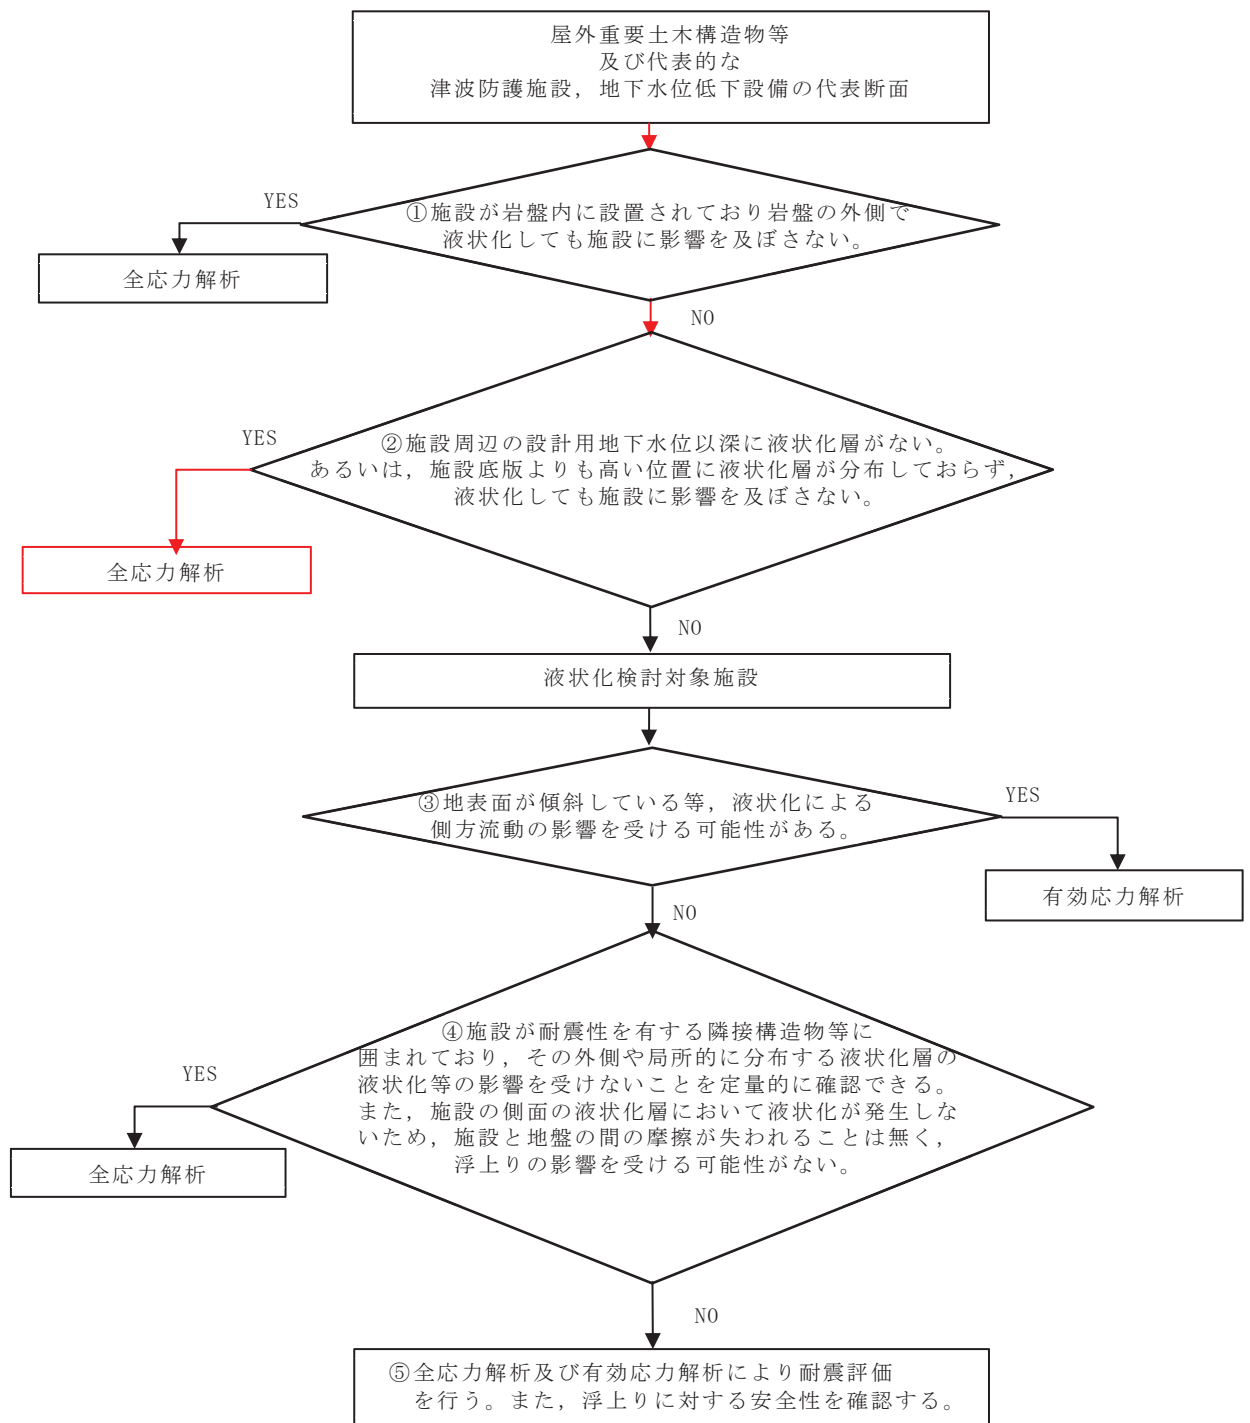 屋外重要土木構造物等
及び代表的な
津波防護施設，地下水位低下設備の代表断面
YES
①施設が岩盤内に設置されており岩盤の外側で
液状化しても施設に影響を及ぼさない。
全応力解析
NO
YES
②施設周辺の設計用地下水位以深に液状化層がない。
あるいは，施設底版よりも高い位置に液状化層が分布しておらず，
液状化しても施設に影響を及ぼさない。
全応力解析
NO
液状化検討対象施設
③地表面が傾斜している等，液状化による
側方流動の影響を受ける可能性がある。
YES
有効応力解析
NO
④施設が耐震性を有する隣接構造物等に
囲まれており，その外側や局所的に分布する液状化層の
液状化等の影響を受けないことを定量的に確認できる。
また，施設の側面の液状化層において液状化が発生しな
いため，施設と地盤の間の摩擦が失われることは無く，
浮上りの影響を受ける可能性がない。
YES
全応力解析
NO
⑤全応力解析及び有効応力解析により耐震評価
を行う。また，浮上りに対する安全性を確認する。